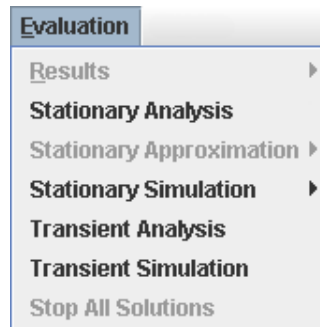 Evaluation
Results
Stationary Analysis
Stationary Approximation
Stationary Simulation
Transient Analysis
Transient Simulation
Stop All Solutions